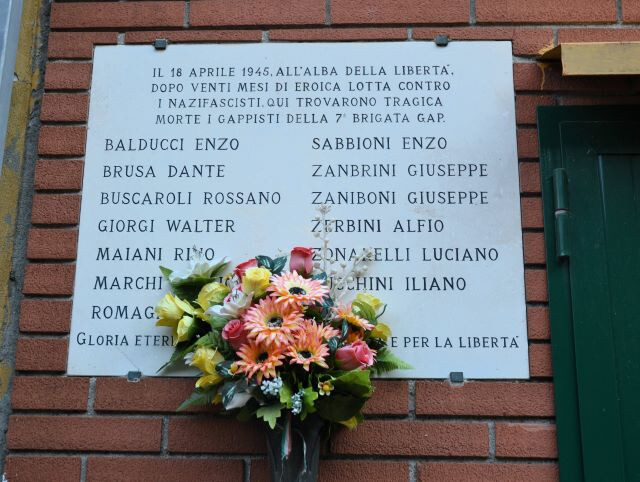 IL 18 APRILE 1945, ALL'ALBA DELLA LIBERTÀ,
DOPO VENTI MESI DI EROICA LOTTA CONTRO
I NAZIFASCISTI, QUI TROVARONO TRAGICA
MORTE I GAPPISTI DELLA 7ª BRIGATA GAP.
BALDUCCI ENZO
BRUSA DANTE
BUSCAROLI ROSSANO
GIORGI WALTER
MAIANI
MARCHI
SABBIONI ENZO
ZANBRINI GIUSEPPE
ZANIBONI GIUSEPPE
ZERBINI ALFIO
ZONARELLI LUCIANO
ILIANO
GLORIA E PER LA LIBERTÀ